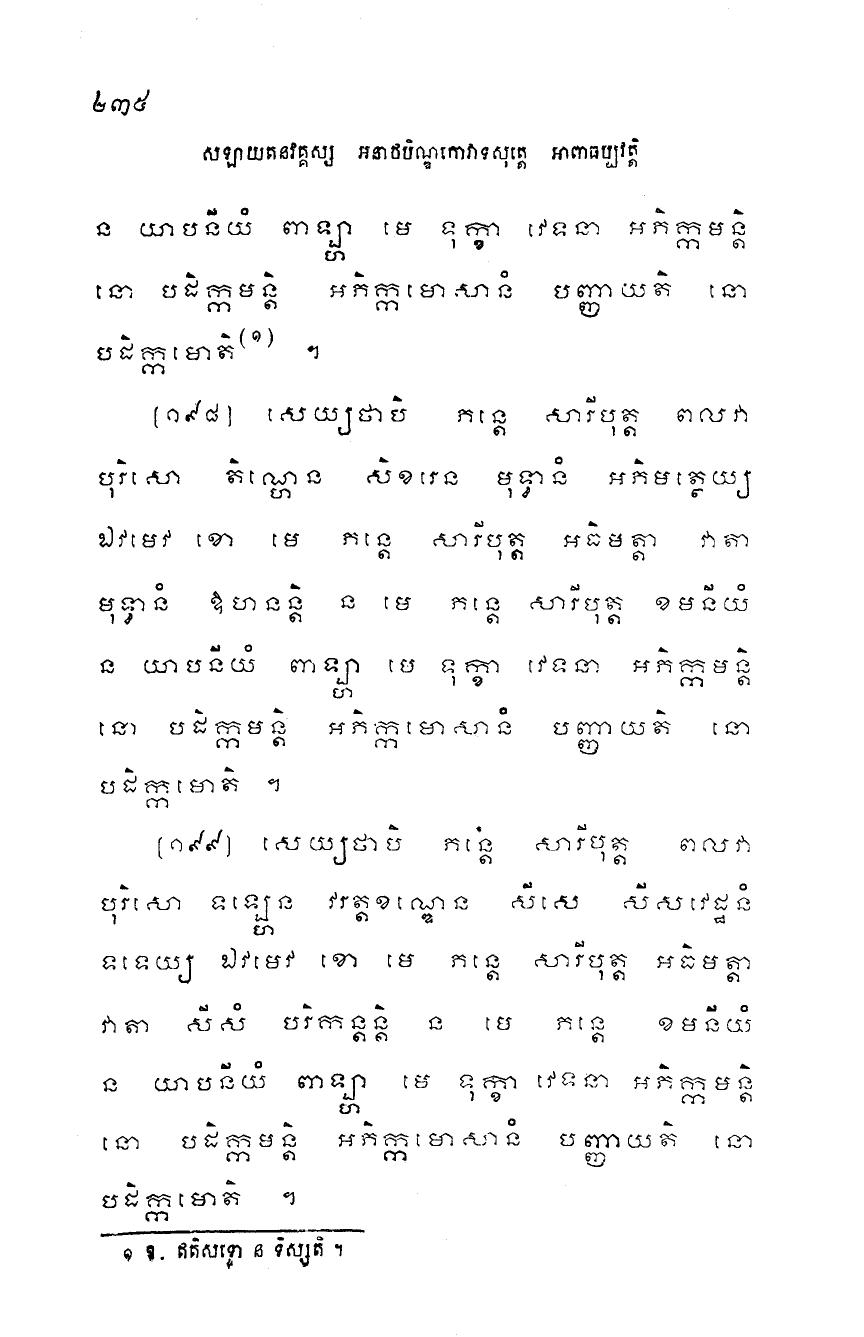 ២៣៥
សឡាយតនវគ្គស្ស អនាថបិណ្ឌកោវាទសុត្តេ អាពាធប្បវត្តិ
ន យាបនីយំ ពាឡ្ហា មេ ទុក្ខា វេទនា អភិក្កមន្តិ
នោ បដិក្កមន្តិ អភិក្កមោសានំ បញ្ញាយតិ នោ
បដិក្កមោតិ(១) ។
[១៩៨] សេយ្យថាបិ ភន្តេ សារីបុត្ត ពលវា
បុរិសោ តិណ្ហេន សិខរេន មុទ្ធានំ អភិមត្ថេយ្យ
ឯវមេវ ខោ មេ ភន្តេ សារីបុត្ត អធិមត្តា វាតា
មុទ្ធានំ ឱហនន្តិ ន មេ ភន្តេ សារីបុត្ត ខមនីយំ
ន យាបនីយំ ពាឡ្ហា មេ ទុក្ខា វេទនា អភិក្កមន្តិ
នោ បដិក្កមន្តិ អភិក្កមោសានំ បញ្ញាយតិ នោ
បដិក្កមោតិ ។
[១៩៩] សេយ្យថាបិ ភន្តេ សារីបុត្ត ពលវា
បុរិសោ ទឡ្ហេន វរត្តខណ្ឌេន សីសេ សីសវេដ្ឋនំ
ទទេយ្យ ឯវមេវ ខោ មេ ភន្តេ សារីបុត្ត អធិមត្តា
វាតា សីសំ បរិកន្តន្តិ ន មេ ភន្តេ ខមនីយំ
ន យាបនីយំ ពាឡ្ហា មេ ទុក្ខា វេទនា អភិក្កមន្តិ
នោ បដិក្កមន្តិ អភិក្កមោសានំ បញ្ញាយតិ នោ
បដិក្កមោតិ ។
១ ខ. ឥតិសទ្ទោ ន ទិស្សតិ ។